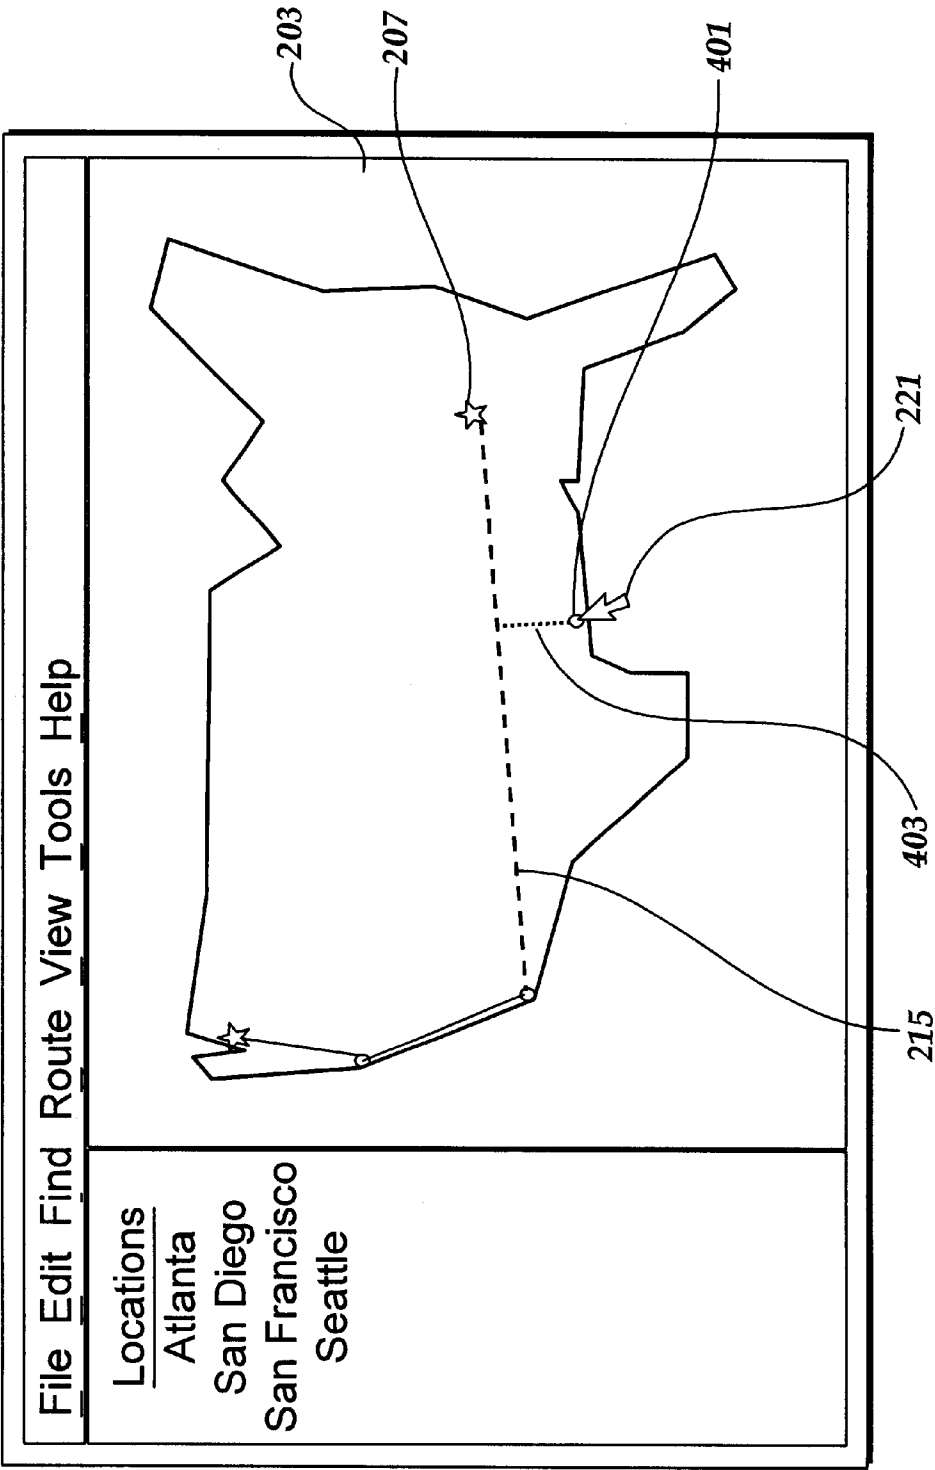 File Edit Find Route View Tools Help
Locations
Atlanta
San Diego
San Francisco
Seattle
203
207
401
221
403
215